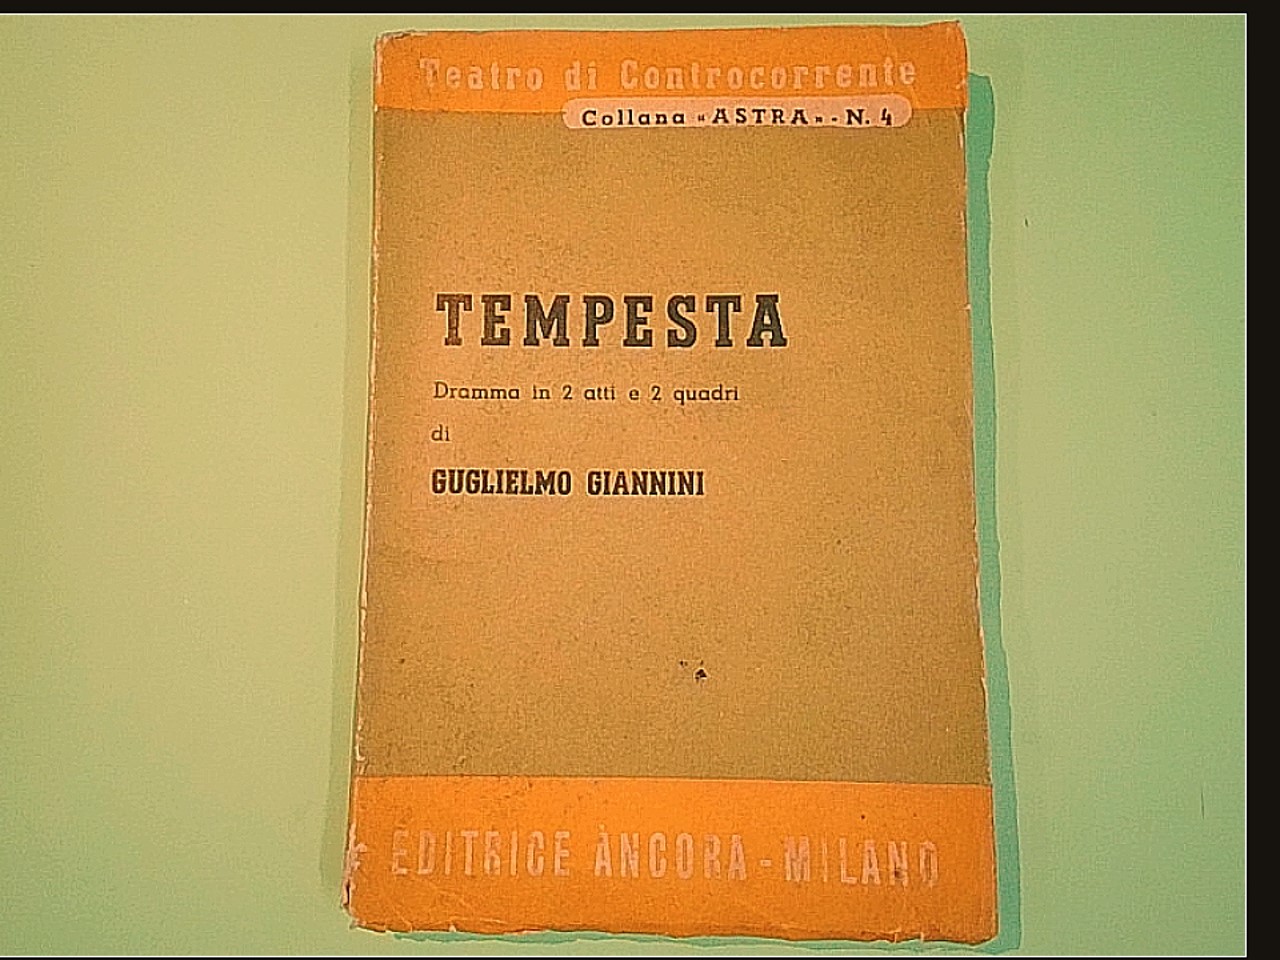 Teatro di Controcorrente
Collana «ASTRA» - N. 4
TEMPESTA
Dramma in 2 atti e 2 quadri
di
GUGLIELMO GIANNINI
EDITRICE ÀNCORA - MILANO